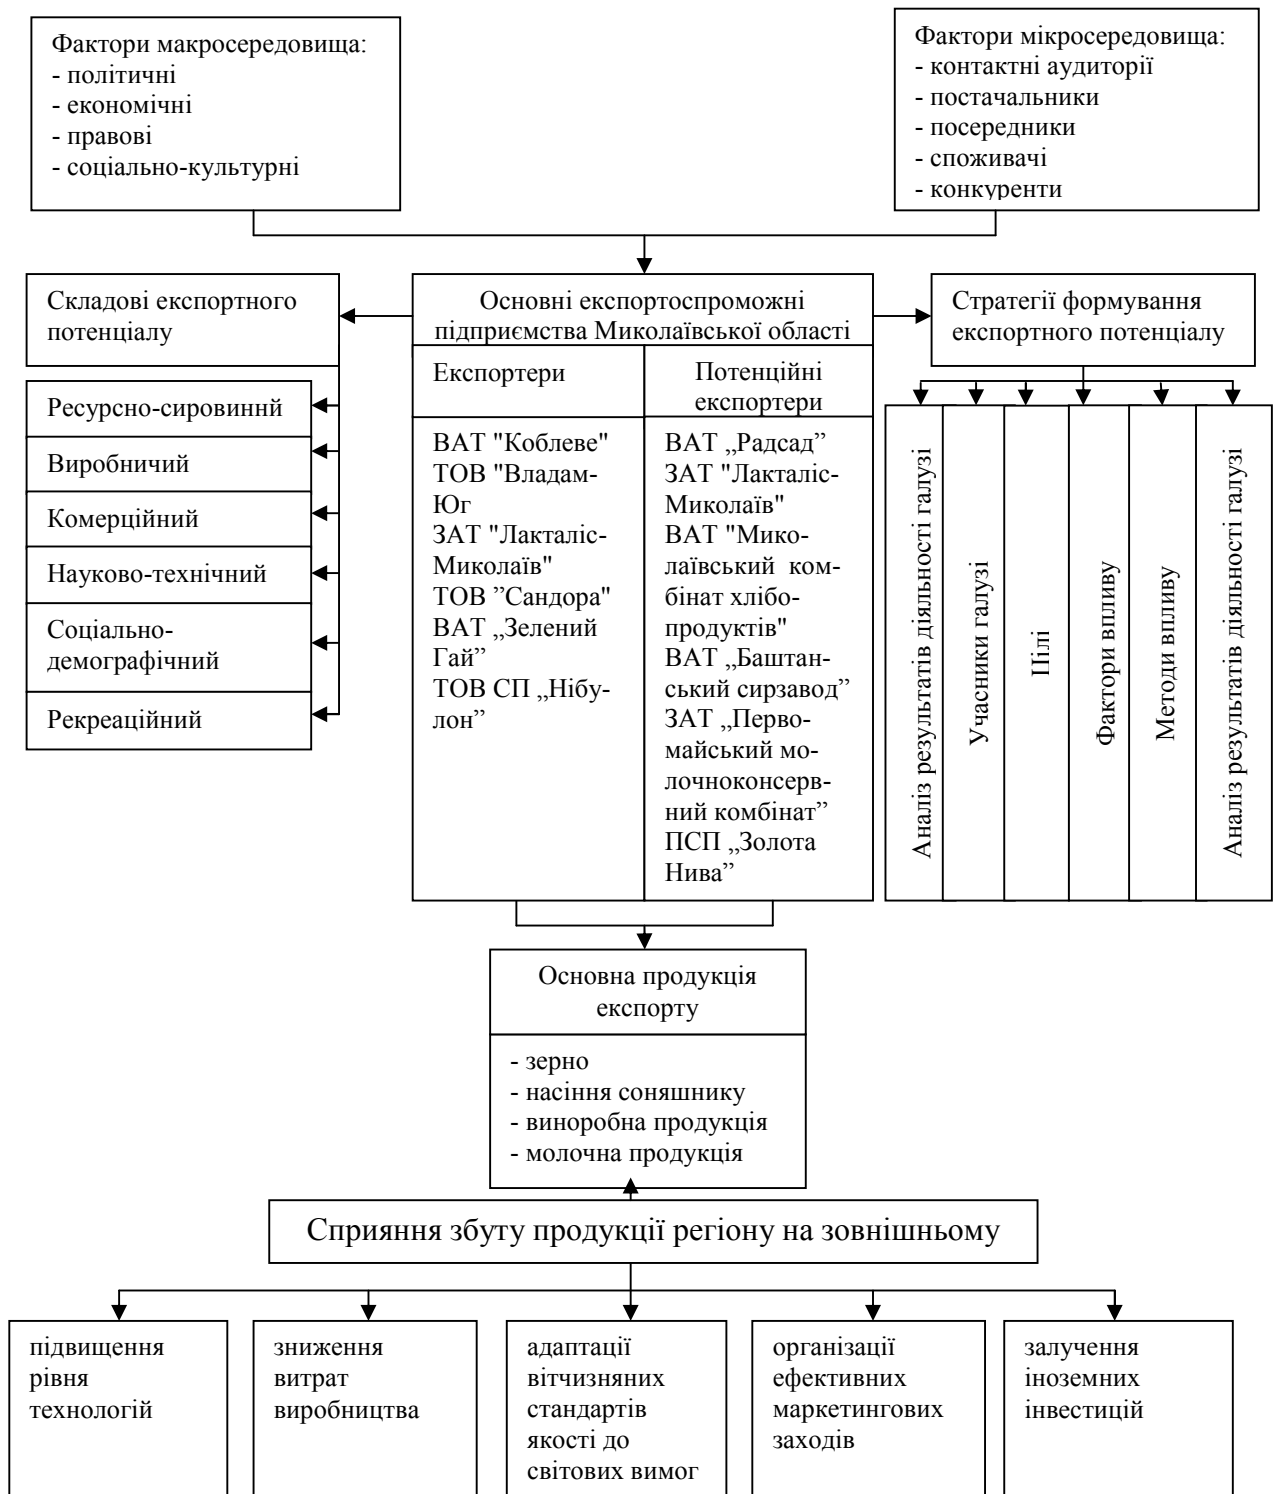 Фактори макросередовища:
- політичні
- економічні
- правові
- соціально-культурні
Фактори мікросередовища:
- контактні аудиторії
- постачальники
- посередники
- споживачі
- конкуренти
Складові експортного
потенціалу
Ресурсно-сировиннй
Виробничий
Комерційний
Науково-технічний
Соціально-
демографічний
Рекреаційний
Основні експортоспроможні
підприємства Миколаївської області
Експортери
ВАТ "Коблеве"
ТОВ "Владам-
Юг
ЗАТ "Лакталіс-
Миколаїв"
ТОВ ”Сандора"
ВАТ „Зелений
Гай”
ТОВ СП „Нібу-
лон”
Потенційні
експортери
ВАТ „Радсад”
ЗАТ "Лакталіс-
Миколаїв"
ВАТ "Мико-
лаївський ком-
бінат хлібо-
продуктів"
ВАТ „Баштан-
ський сирзавод”
ЗАТ „Перво-
майський мо-
лочноконсерв-
ний комбінат”
ПСП „Золота
Нива”
Стратегії формування
експортного потенціалу
Аналіз результатів діяльності галузі
Учасники галузі
Цілі
Фактори впливу
Методи впливу
Аналіз результатів діяльності галузі
Основна продукція
експорту
- зерно
- насіння соняшнику
- виноробна продукція
- молочна продукція
Сприяння збуту продукції регіону на зовнішньому
підвищення
рівня
технологій
зниження
витрат
виробництва
адаптації
вітчизняних
стандартів
якості до
світових вимог
організації
ефективних
маркетингових
заходів
залучення
іноземних
інвестицій